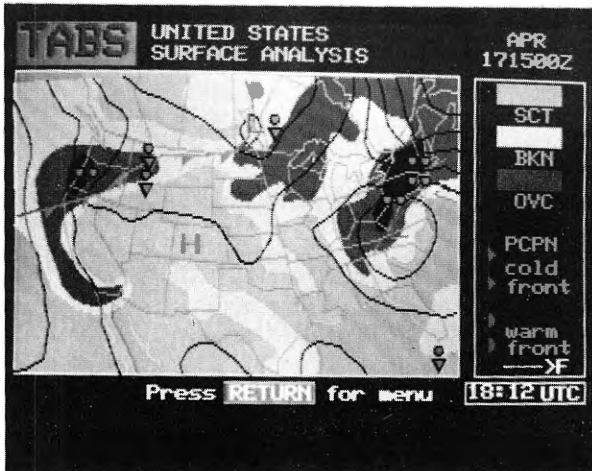 TABS
UNITED STATES
SURFACE ANALYSIS
APR
171500Z
SCT
BKN
OVC
PCPN
cold
front
warm
front
—>F
H
Press RETURN for menu
18:12 UTC